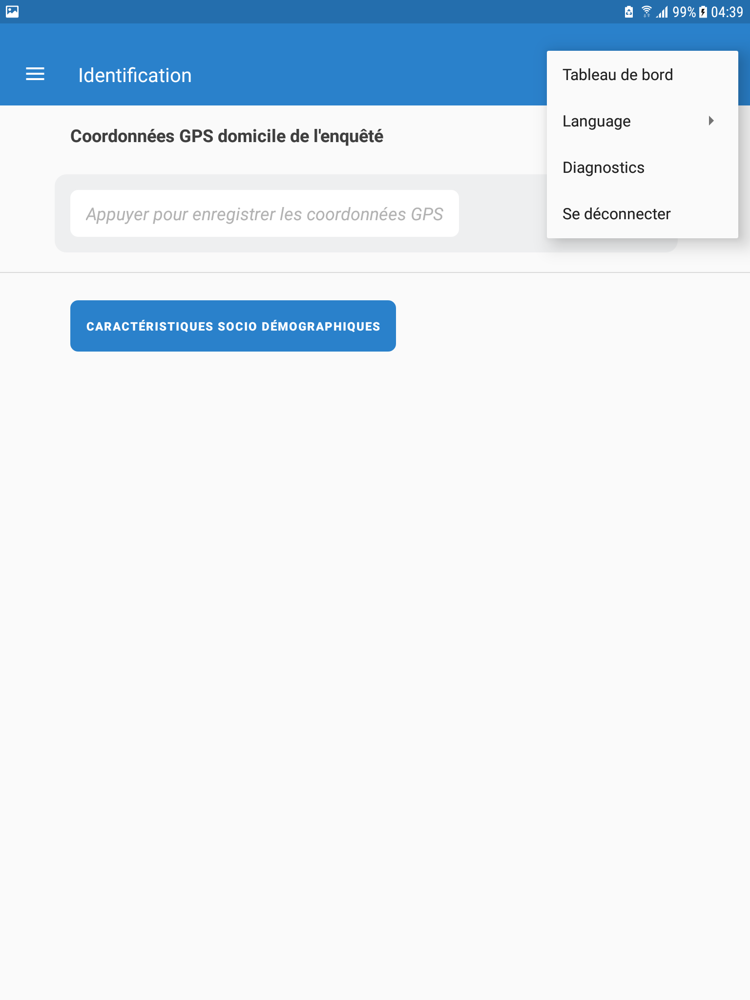 99% 04:39
Identification
Tableau de bord
Language
Diagnostics
Se déconnecter
Coordonnées GPS domicile de l'enquêté
Appuyer pour enregistrer les coordonnées GPS
CARACTÉRISTIQUES SOCIO DÉMOGRAPHIQUES